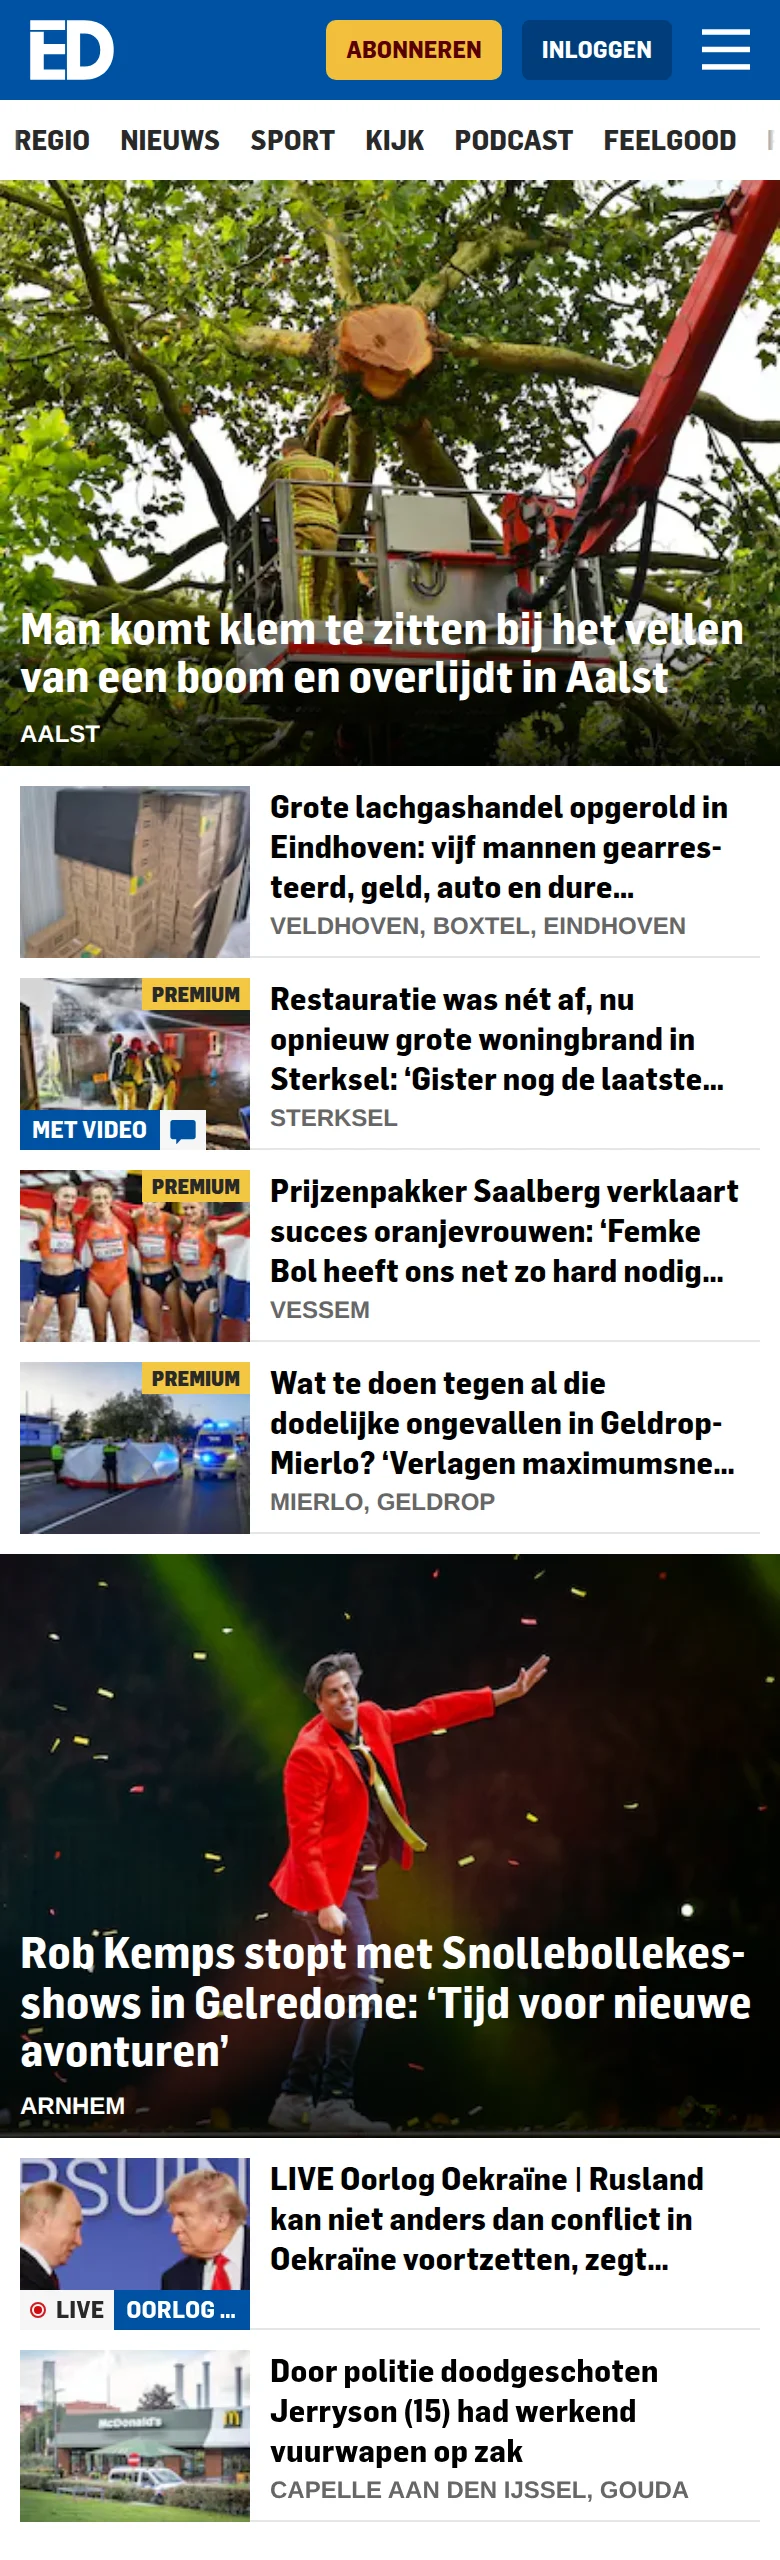 ED
ABONNEREN
INLOGGEN
REGIO NIEUWS SPORT KIJK PODCAST FEELGOOD
Man komt klem te zitten bij het vellen
van een boom en overlijdt in Aalst
AALST
Grote lachgashandel opgerold in
Eindhoven: vijf mannen gearres-
teerd, geld, auto en dure...
VELDHOVEN, BOXTEL, EINDHOVEN
PREMIUM
MET VIDEO
Restauratie was nét af, nu
opnieuw grote woningbrand in
Sterksel: ‘Gister nog de laatste...
STERKSEL
PREMIUM
Prijzenpakker Saalberg verklaart
succes oranjevrouwen: ‘Femke
Bol heeft ons net zo hard nodig...
VESSEM
PREMIUM
Wat te doen tegen al die
dodelijke ongevallen in Geldrop-
Mierlo? ‘Verlagen maximumsne...
MIERLO, GELDROP
Rob Kemps stopt met Snollebollekes-
shows in Gelredome: ‘Tijd voor nieuwe
avonturen’
ARNHEM
RSUIN
LIVE
OORLOG ...
LIVE Oorlog Oekraïne | Rusland
kan niet anders dan conflict in
Oekraïne voortzetten, zegt...
McDonald's
Door politie doodgeschoten
Jerryson (15) had werkend
vuurwapen op zak
CAPELLE AAN DEN IJSSEL, GOUDA